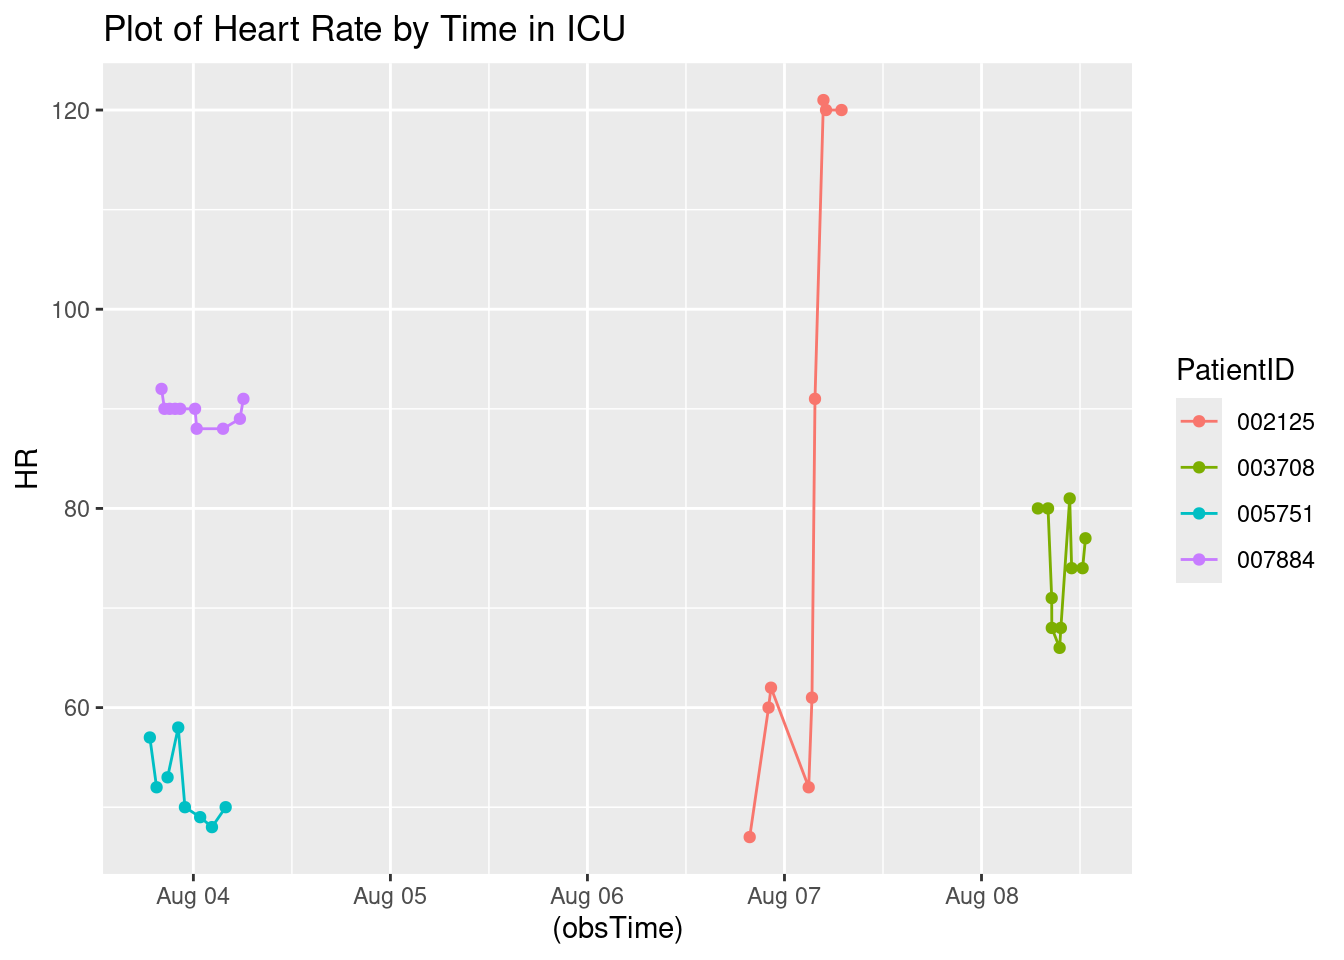 Plot of Heart Rate by Time in ICU
120
100
80
60
HR
Aug 04 Aug 05 Aug 06 Aug 07 Aug 08
(obsTime)
PatientID
002125
003708
005751
007884